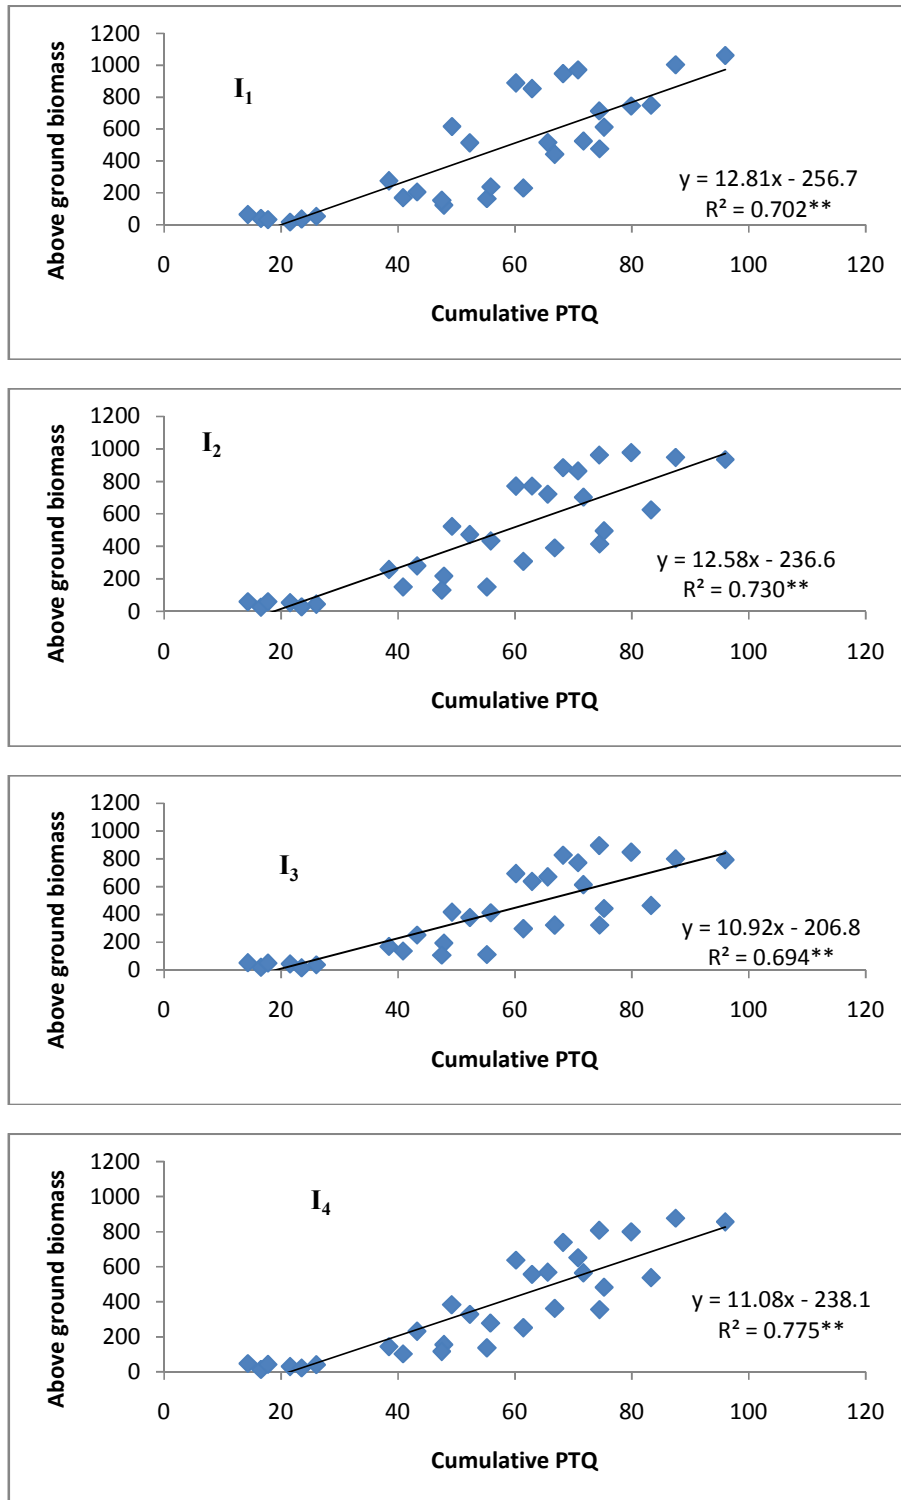 1200
1000
800
600
400
200
0
Above ground biomass
I₁
y = 12.81x - 256.7
R² = 0.702**
0 20 40 60 80 100 120
Cumulative PTQ
1200
1000
800
600
400
200
0
Above ground biomass
I₂
y = 12.58x - 236.6
R² = 0.730**
0 20 40 60 80 100 120
Cumulative PTQ
1200
1000
800
600
400
200
0
Above ground biomass
I₃
y = 10.92x - 206.8
R² = 0.694**
0 20 40 60 80 100 120
Cumulative PTQ
1200
1000
800
600
400
200
0
Above ground biomass
I₄
y = 11.08x - 238.1
R² = 0.775**
0 20 40 60 80 100 120
Cumulative PTQ